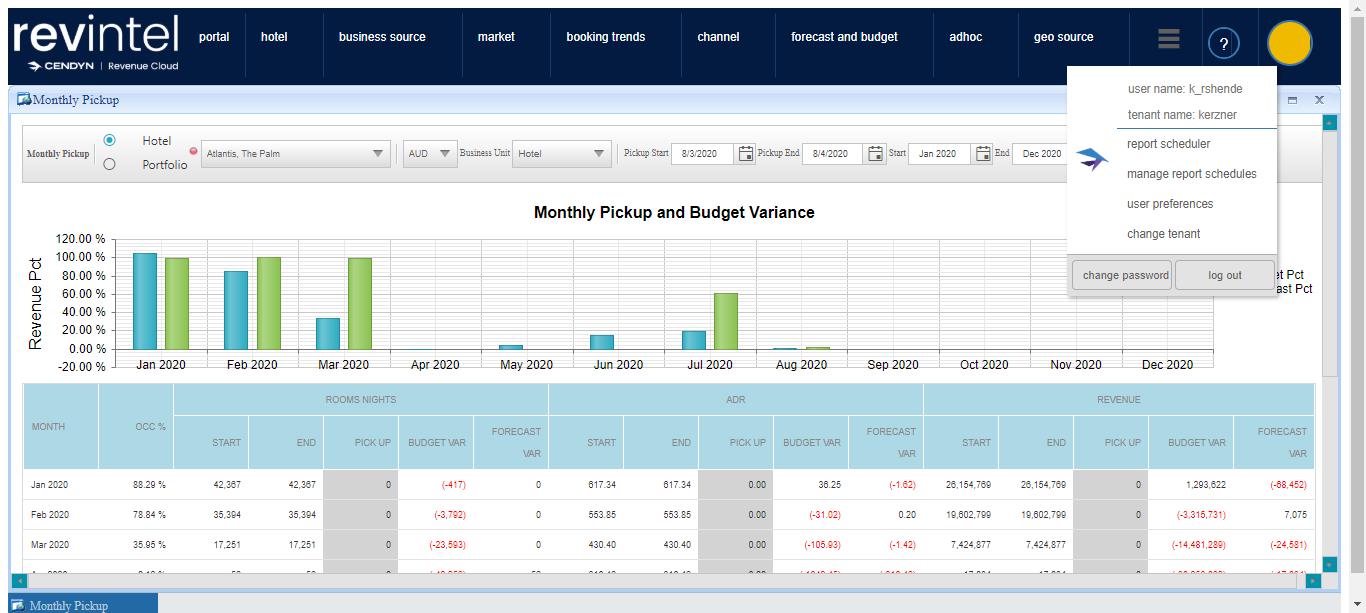 revintel
CENDYN | Revenue Cloud
portal hotel business source market booking trends channel forecast and budget adhoc geo source ?
Monthly Pickup
user name: k_rshende
tenant name: kerzner
report scheduler
manage report schedules
user preferences
change tenant
change password log out
Monthly Pickup Hotel Portfolio Atlantis, The Palm AUD Business Unit Hotel Pickup Start 8/3/2020 Pickup End 8/4/2020 Start Jan 2020 End Dec 2020
Monthly Pickup and Budget Variance
Revenue Pct
120.00 %
100.00 %
80.00 %
60.00 %
40.00 %
20.00 %
0.00 %
-20.00 %
Jan 2020 Feb 2020 Mar 2020 Apr 2020 May 2020 Jun 2020 Jul 2020 Aug 2020 Sep 2020 Oct 2020 Nov 2020 Dec 2020
et Pct
ast Pct
MONTH OCC % ROOMS NIGHTS ADR REVENUE
START END PICK UP BUDGET VAR FORECAST VAR START END PICK UP BUDGET VAR FORECAST VAR START END PICK UP BUDGET VAR FORECAST VAR
Jan 2020 88.29 % 42,367 42,367 0 (-417) 0 617.34 617.34 0.00 36.25 (-1.62) 26,154,769 26,154,769 0 1,293,622 (-68,452)
Feb 2020 78.84 % 35,394 35,394 0 (-3,792) 0 553.85 553.85 0.00 (-31.02) 0.20 19,602,799 19,602,799 0 (-3,315,731) 7,075
Mar 2020 35.95 % 17,251 17,251 0 (-23,593) 0 430.40 430.40 0.00 (-105.93) (-1.42) 7,424,877 7,424,877 0 (-14,481,289) (-24,581)
Monthly Pickup